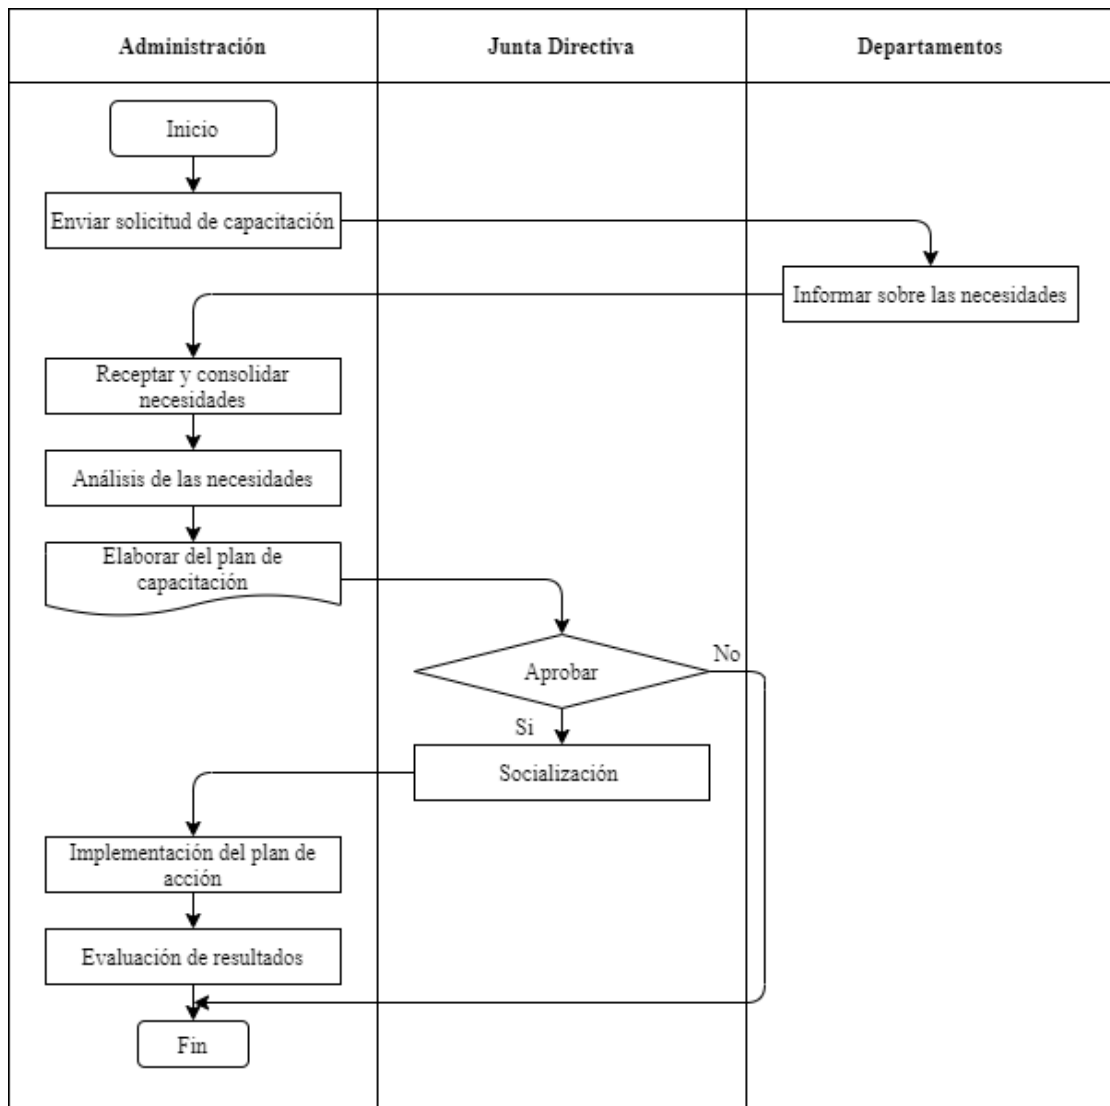 Administración
Junta Directiva
Departamentos
Inicio
Enviar solicitud de capacitación
Informar sobre las necesidades
Receptar y consolidar
necesidades
Análisis de las necesidades
Elaborar del plan de
capacitación
Aprobar
No
Si
Socialización
Implementación del plan de
acción
Evaluación de resultados
Fin